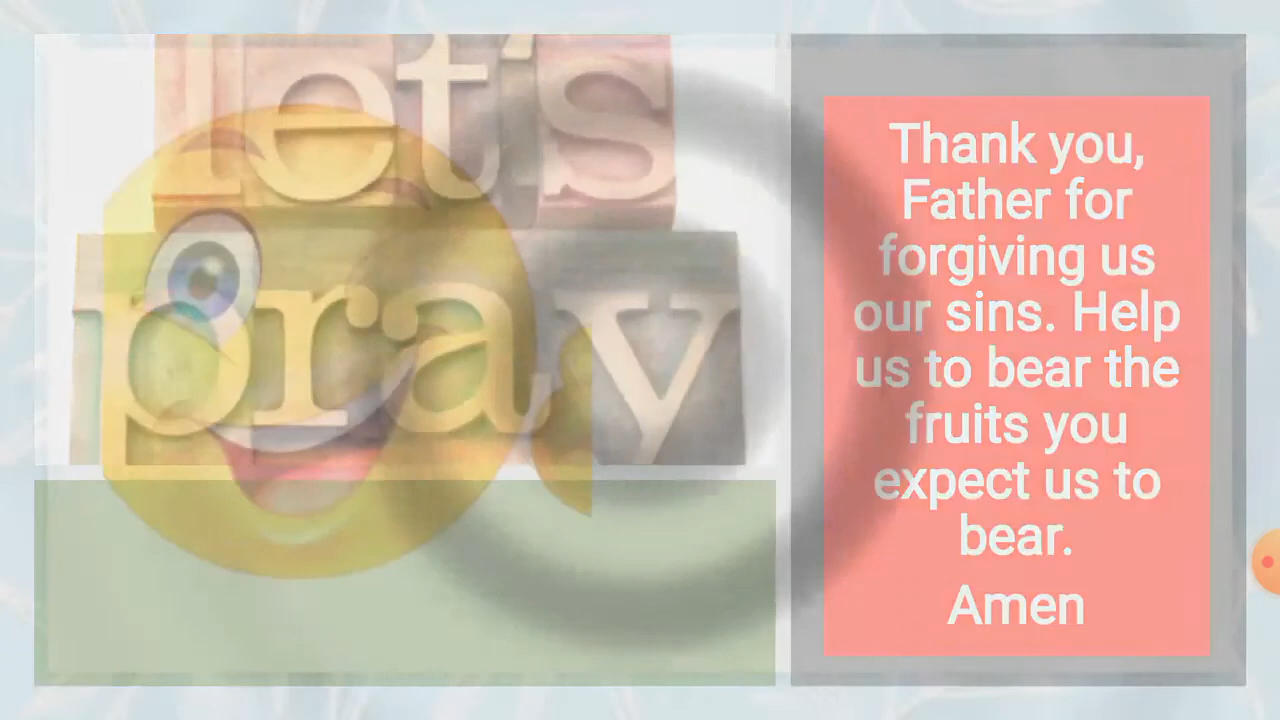 let's
pray
Thank you,
Father for
forgiving us
our sins. Help
us to bear the
fruits you
expect us to
bear.
Amen